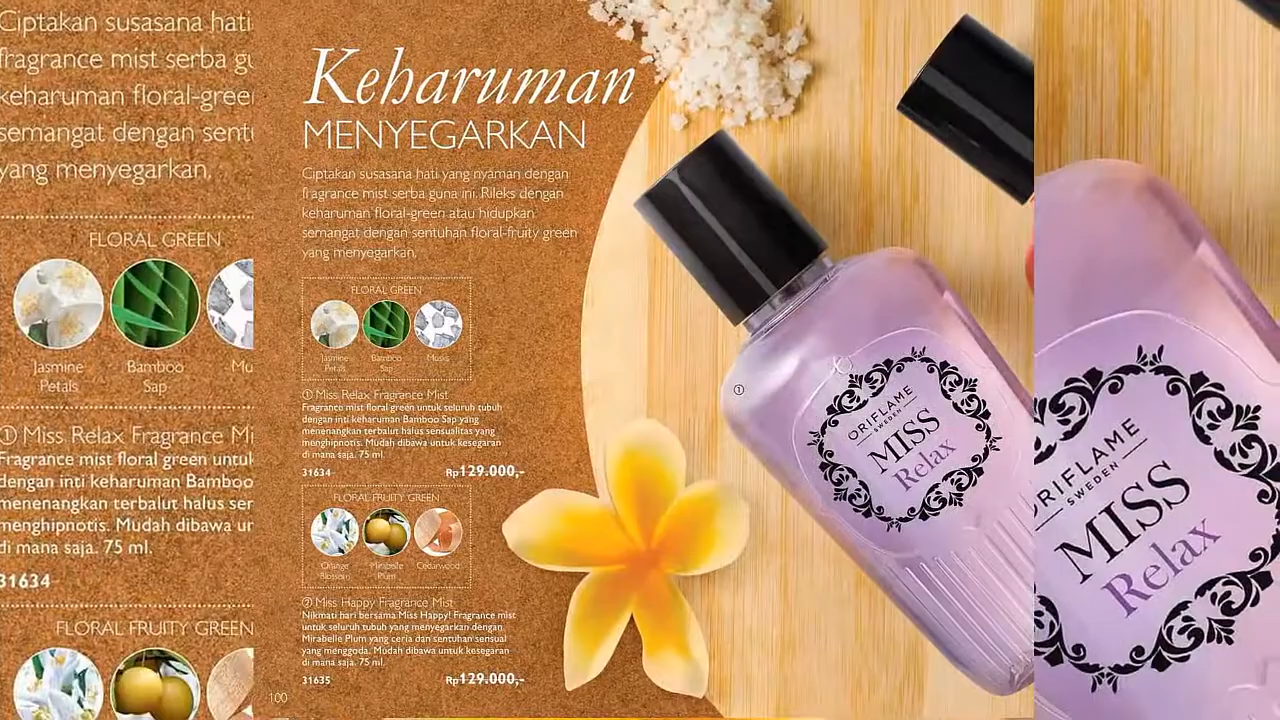 Ciptakan susasana hati
fragrance mist serba gu
keharuman floral-green
semangat dengan sentu
yang menyegarkan.
FLORAL GREEN
Jasmine
Petals
Bamboo
Sap
Mu
① Miss Relax Fragrance Mi
Fragrance mist floral green untuk
dengan inti keharuman Bamboo
menenangkan terbalut halus ser
menghipnotis. Mudah dibawa ur
di mana saja. 75 ml.
31634
FLORAL FRUITY GREEN
Keharuman
MENYEGARKAN
Ciptakan susasana hati yang nyaman dengan
fragrance mist serba guna ini. Rileks dengan
keharuman floral-green atau hidupkan
semangat dengan sentuhan floral-fruity green
yang menyegarkan.
FLORAL GREEN
Jasmine
Petals
Bamboo
Sap
Musks
① Miss Relax Fragrance Mist
Fragrance mist floral green untuk seluruh tubuh
dengan inti keharuman Bamboo Sap yang
menenangkan terbalut halus sensualitas yang
menghipnotis. Mudah dibawa untuk kesegaran
di mana saja. 75 ml.
31634 Rp129.000,-
FLORAL FRUITY GREEN
Orange
Blossom
Mirabelle
Plum
Cedarwood
② Miss Happy Fragrance Mist
Nikmati hari bersama Miss Happy! Fragrance mist
untuk seluruh tubuh yang menyegarkan dengan
Mirabelle Plum yang ceria dan sentuhan sensual
yang menggoda. Mudah dibawa untuk kesegaran
di mana saja. 75 ml.
31635 Rp129.000,-
100
①
ORIFLAME
SWEDEN
MISS
Relax
ORIFLAME
SWEDEN
MISS
Relax